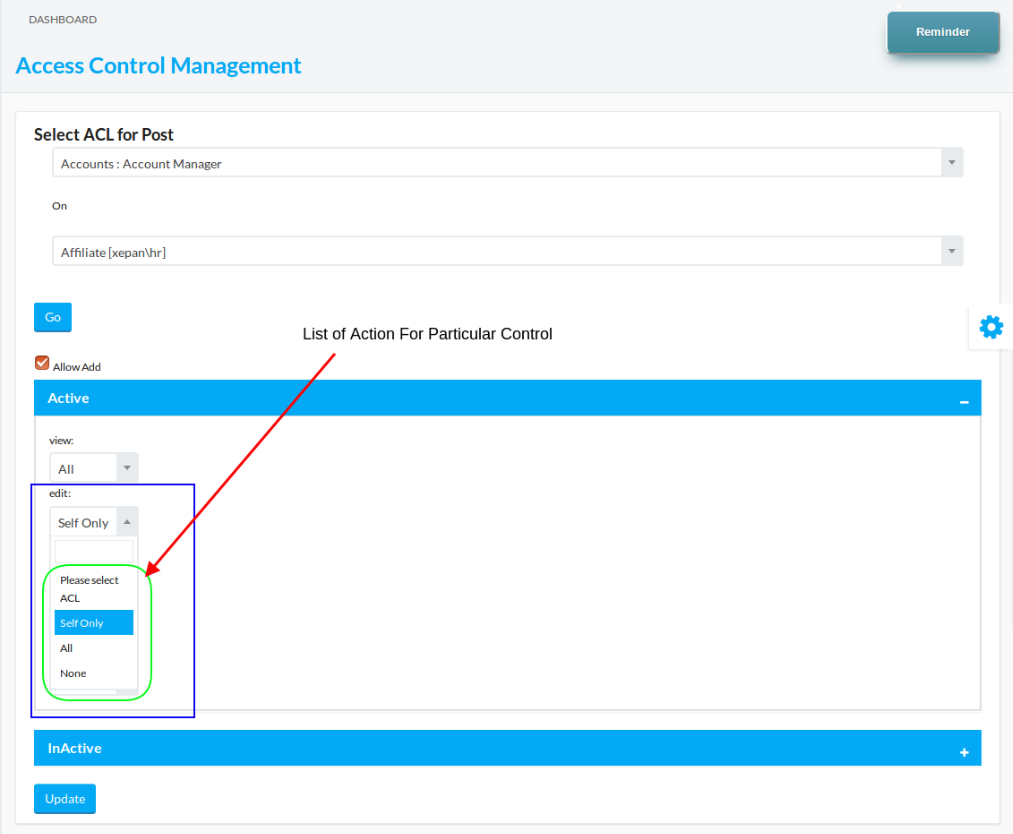 DASHBOARD
Reminder
Access Control Management
Select ACL for Post
Accounts : Account Manager
On
Affiliate [xepan\hr]
Go
List of Action For Particular Control
Allow Add
Active
view:
All
edit:
Self Only
Please select
ACL
Self Only
All
None
InActive
Update